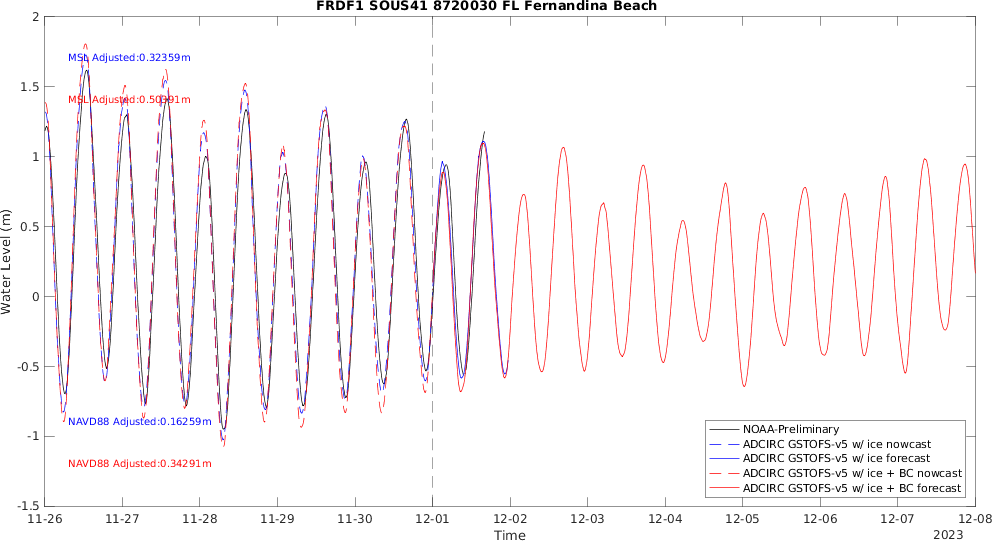 FRDF1 SOUS41 8720030 FL Fernandina Beach
2
1.5
1
0.5
0
-0.5
-1
-1.5
Water Level (m)
MSL Adjusted:0.32359m
MSL Adjusted:0.50391m
NAVD88 Adjusted:0.16259m
NAVD88 Adjusted:0.34291m
NOAA-Preliminary
ADCIRC GSTOFS-v5 w/ ice nowcast
ADCIRC GSTOFS-v5 w/ ice forecast
ADCIRC GSTOFS-v5 w/ ice + BC nowcast
ADCIRC GSTOFS-v5 w/ ice + BC forecast
11-26 11-27 11-28 11-29 11-30 12-01 12-02 12-03 12-04 12-05 12-06 12-07 12-08
Time
2023